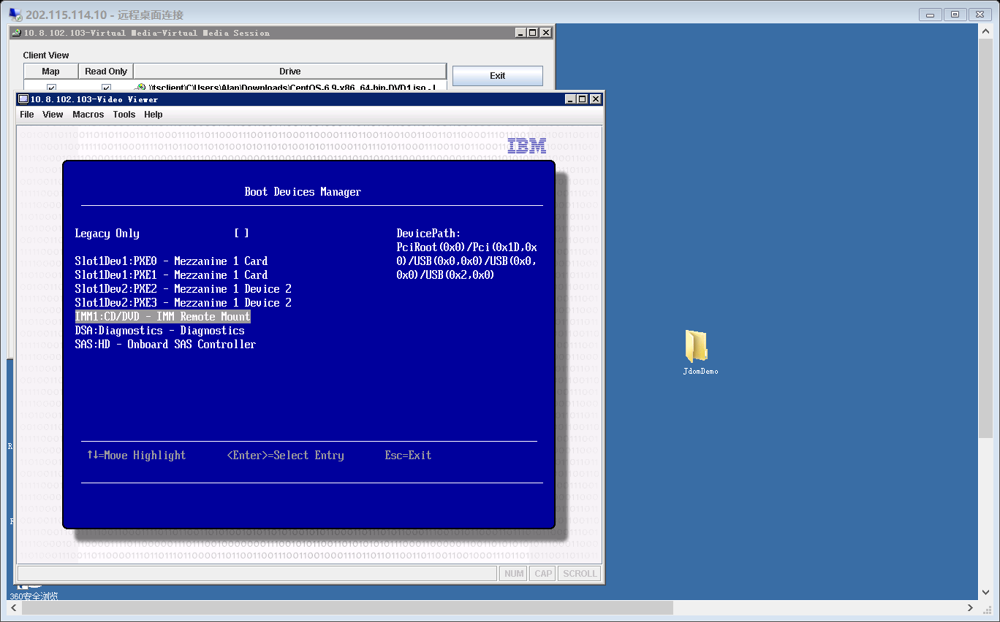 202.115.114.10 - 远程桌面连接
10.8.102.103-Virtual Media-Virtual Media Session
Client View
Map Read Only Drive
Exit
\\tsclient\C\Users\Alan\Downloads\CentOS-6.9-x86_64-bin-DVD1.iso - I
10.8.102.103-Video Viewer
File View Macros Tools Help
IBM
Boot Devices Manager
Legacy Only [ ]
Slot1Dev1:PXE0 - Mezzanine 1 Card
Slot1Dev1:PXE1 - Mezzanine 1 Card
Slot1Dev2:PXE2 - Mezzanine 1 Device 2
Slot1Dev2:PXE3 - Mezzanine 1 Device 2
IMM1:CD/DVD - IMM Remote Mount
DSA:Diagnostics - Diagnostics
SAS:HD - Onboard SAS Controller
DevicePath:
PciRoot(0x0)/Pci(0x1D,0x
0)/USB(0x0,0x0)/USB(0x0,
0x0)/USB(0x2,0x0)
↑↓=Move Highlight <Enter>=Select Entry Esc=Exit
NUM CAP SCROLL
JdomDemo
R
360安全浏览